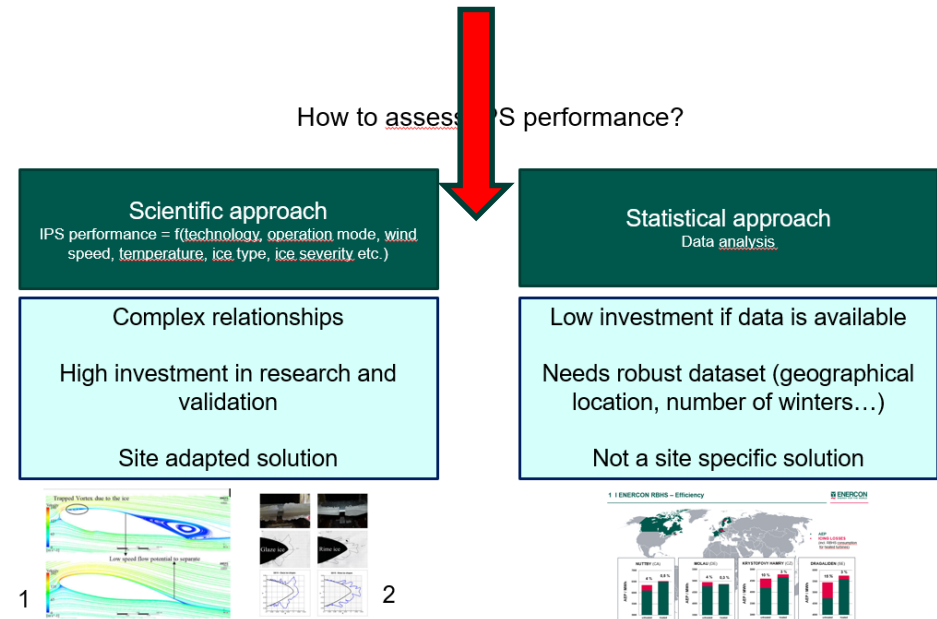 How to assess PS performance?
Scientific approach
IPS performance = f(technology, operation mode, wind
speed, temperature, ice type, ice severity etc.)
Statistical approach
Data analysis
Complex relationships
High investment in research and
validation
Site adapted solution
Low investment if data is available
Needs robust dataset (geographical
location, number of winters…)
Not a site specific solution
Trapped Vortex due to the ice
Low speed flow potential to separate
1
Glaze ice
Rime ice
2
1 | ENERCON RBHS – Efficiency
ENERCON
AEP
ICING LOSSES